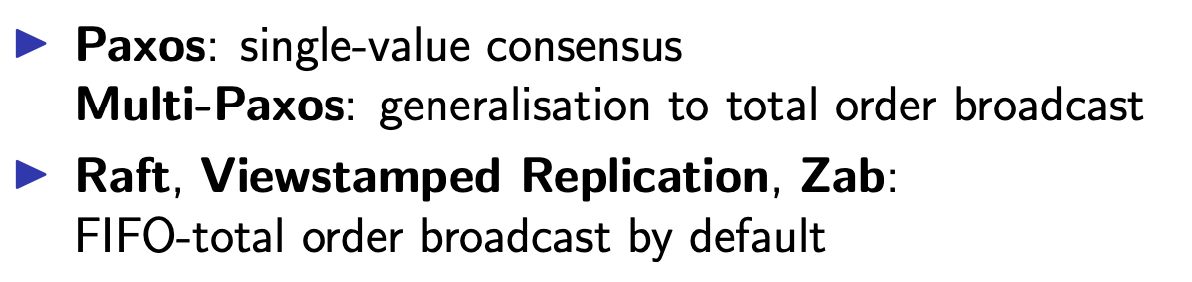 Paxos: single-value consensus
Multi-Paxos: generalisation to total order broadcast
Raft, Viewstamped Replication, Zab:
FIFO-total order broadcast by default